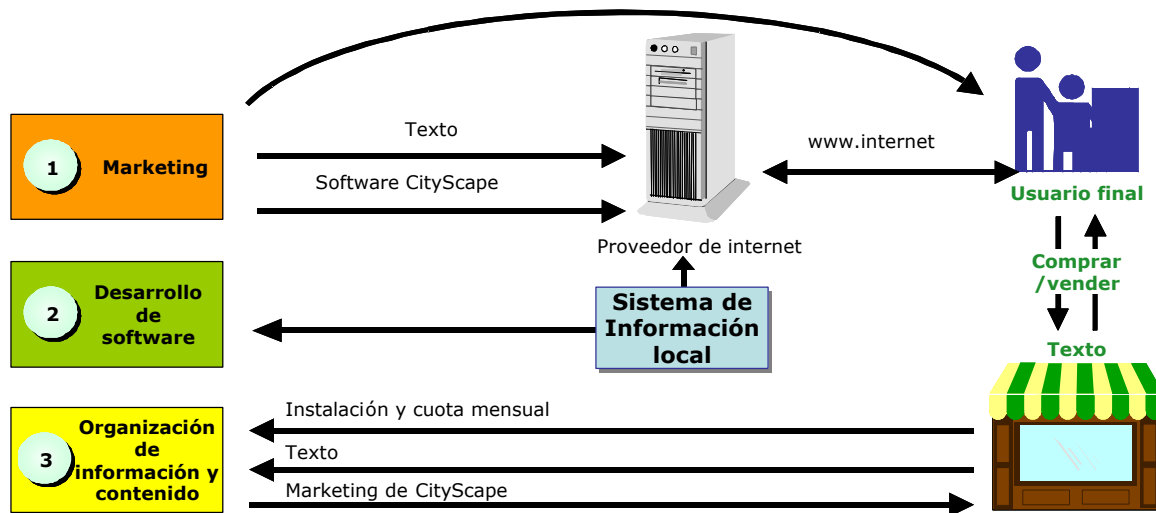 Texto
www.internet
1
Marketing
Software CityScape
Usuario final
Proveedor de internet
Comprar
/vender
2
Desarrollo
de
software
Sistema de
Información
local
Texto
3
Organización
de
información y
contenido
Instalación y cuota mensual
Texto
Marketing de CityScape